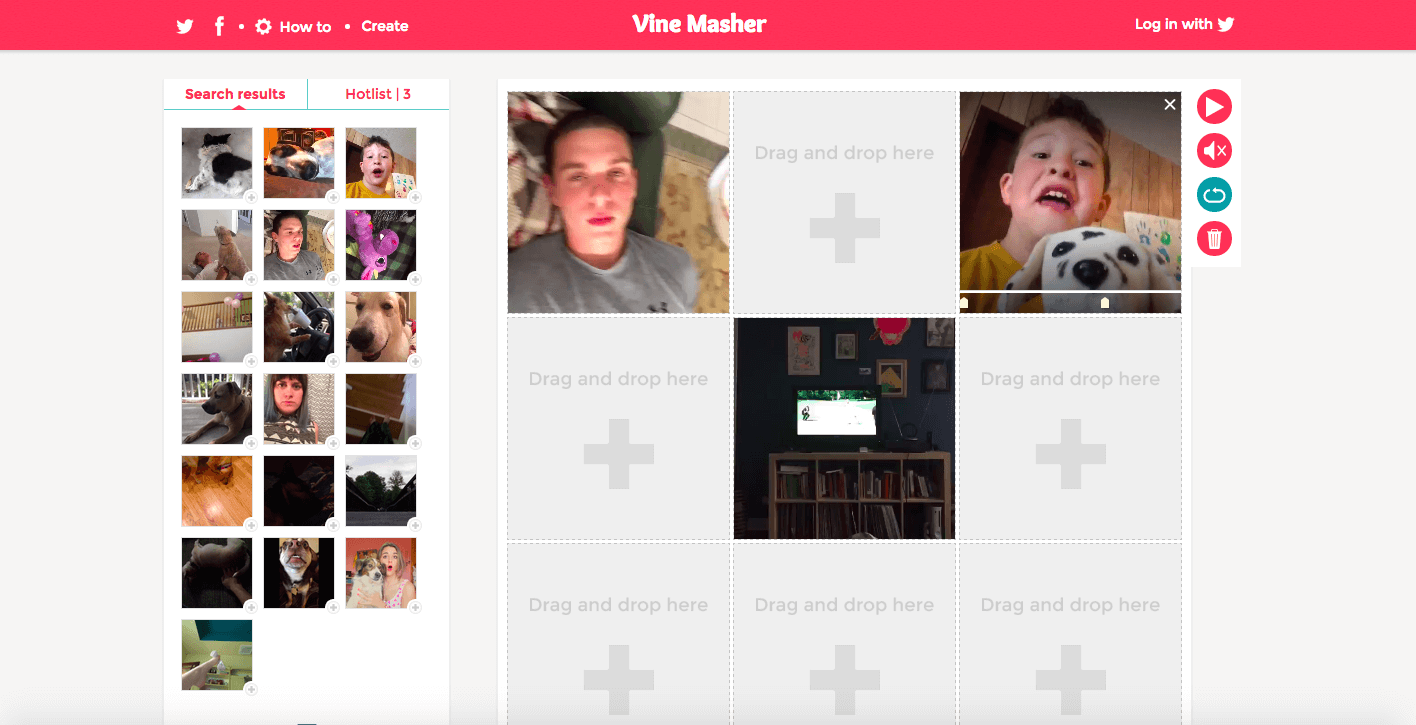 How to
Create
Vine Masher
Log in with
Search results
Hotlist | 3
Drag and drop here
Drag and drop here
Drag and drop here
Drag and drop here
Drag and drop here
Drag and drop here